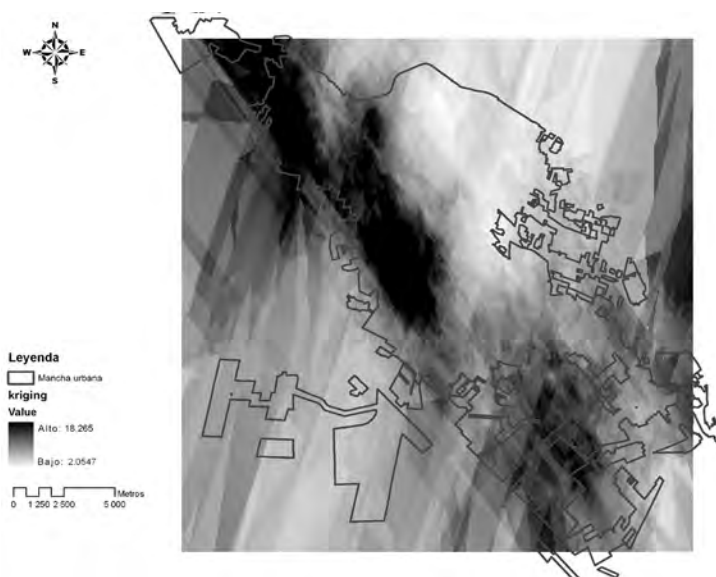 N
W E
S
Leyenda
Mancha urbana
kriging
Value
Alto: 18.265
Bajo: 2.0547
0 1 250 2 500 5 000 Metros